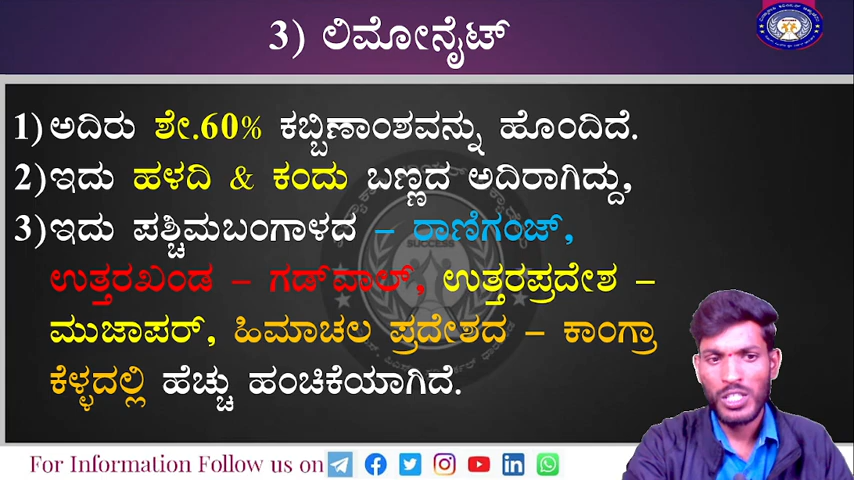 3) ಲಿಮೋನೈಟ್
1) ಅದಿರು ಶೇ.60% ಕಬ್ಬಿಣಾಂಶವನ್ನು ಹೊಂದಿದೆ.
2) ಇದು ಹಳದಿ & ಕಂದು ಬಣ್ಣದ ಅದಿರಾಗಿದ್ದು,
3) ಇದು ಪಶ್ಚಿಮಬಂಗಾಳದ – ರಾಣಿಗಂಜ್,
ಉತ್ತರಖಂಡ – ಗಡ್‌ವಾಲ್, ಉತ್ತರಪ್ರದೇಶ –
ಮುಜಾಪರ್, ಹಿಮಾಚಲ ಪ್ರದೇಶದ – ಕಾಂಗ್ರಾ
ಕೆಳ್ಳದಲ್ಲಿ ಹೆಚ್ಚು ಹಂಚಿಕೆಯಾಗಿದೆ.
SUCCESS
For Information Follow us on